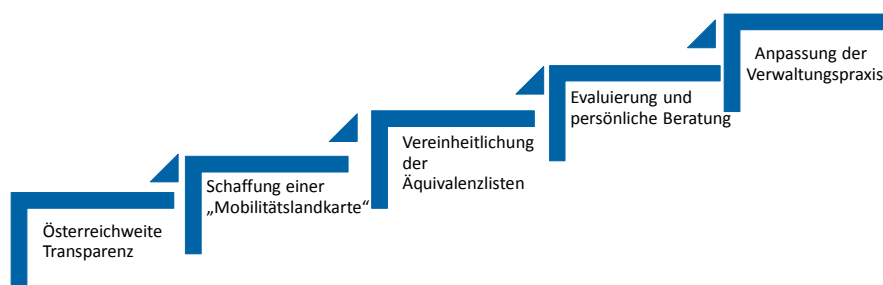 Österreichweite
Transparenz
Schaffung einer
„Mobilitätslandkarte“
Vereinheitlichung
der
Äquivalenzlisten
Evaluierung und
persönliche Beratung
Anpassung der
Verwaltungspraxis